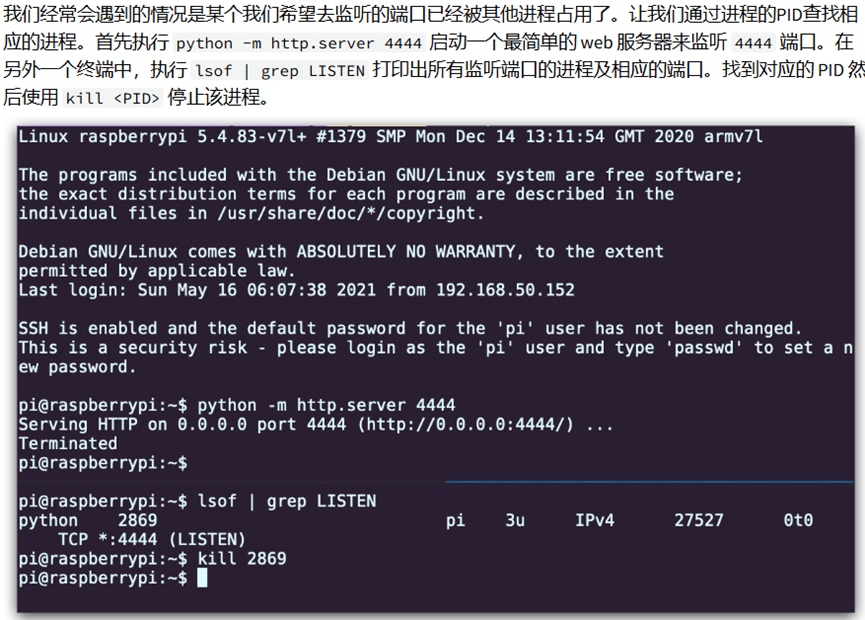 我们经常会遇到的情况是某个我们希望去监听的端口已经被其他进程占用了。让我们通过进程的PID查找相
应的进程。首先执行 python -m http.server 4444 启动一个最简单的 web 服务器来监听 4444 端口。在
另外一个终端中，执行 lsof | grep LISTEN 打印出所有监听端口的进程及相应的端口。找到对应的 PID 然
后使用 kill <PID> 停止该进程。
Linux raspberrypi 5.4.83-v7l+ #1379 SMP Mon Dec 14 13:11:54 GMT 2020 armv7l
The programs included with the Debian GNU/Linux system are free software;
the exact distribution terms for each program are described in the
individual files in /usr/share/doc/*/copyright.
Debian GNU/Linux comes with ABSOLUTELY NO WARRANTY, to the extent
permitted by applicable law.
Last login: Sun May 16 06:07:38 2021 from 192.168.50.152
SSH is enabled and the default password for the 'pi' user has not been changed.
This is a security risk - please login as the 'pi' user and type 'passwd' to set a n
ew password.
pi@raspberrypi:~$ python -m http.server 4444
Serving HTTP on 0.0.0.0 port 4444 (http://0.0.0.0:4444/) ...
Terminated
pi@raspberrypi:~$
pi@raspberrypi:~$ lsof | grep LISTEN
python    2869                             pi    3u     IPv4      27527      0t0
TCP *:4444 (LISTEN)
pi@raspberrypi:~$ kill 2869
pi@raspberrypi:~$